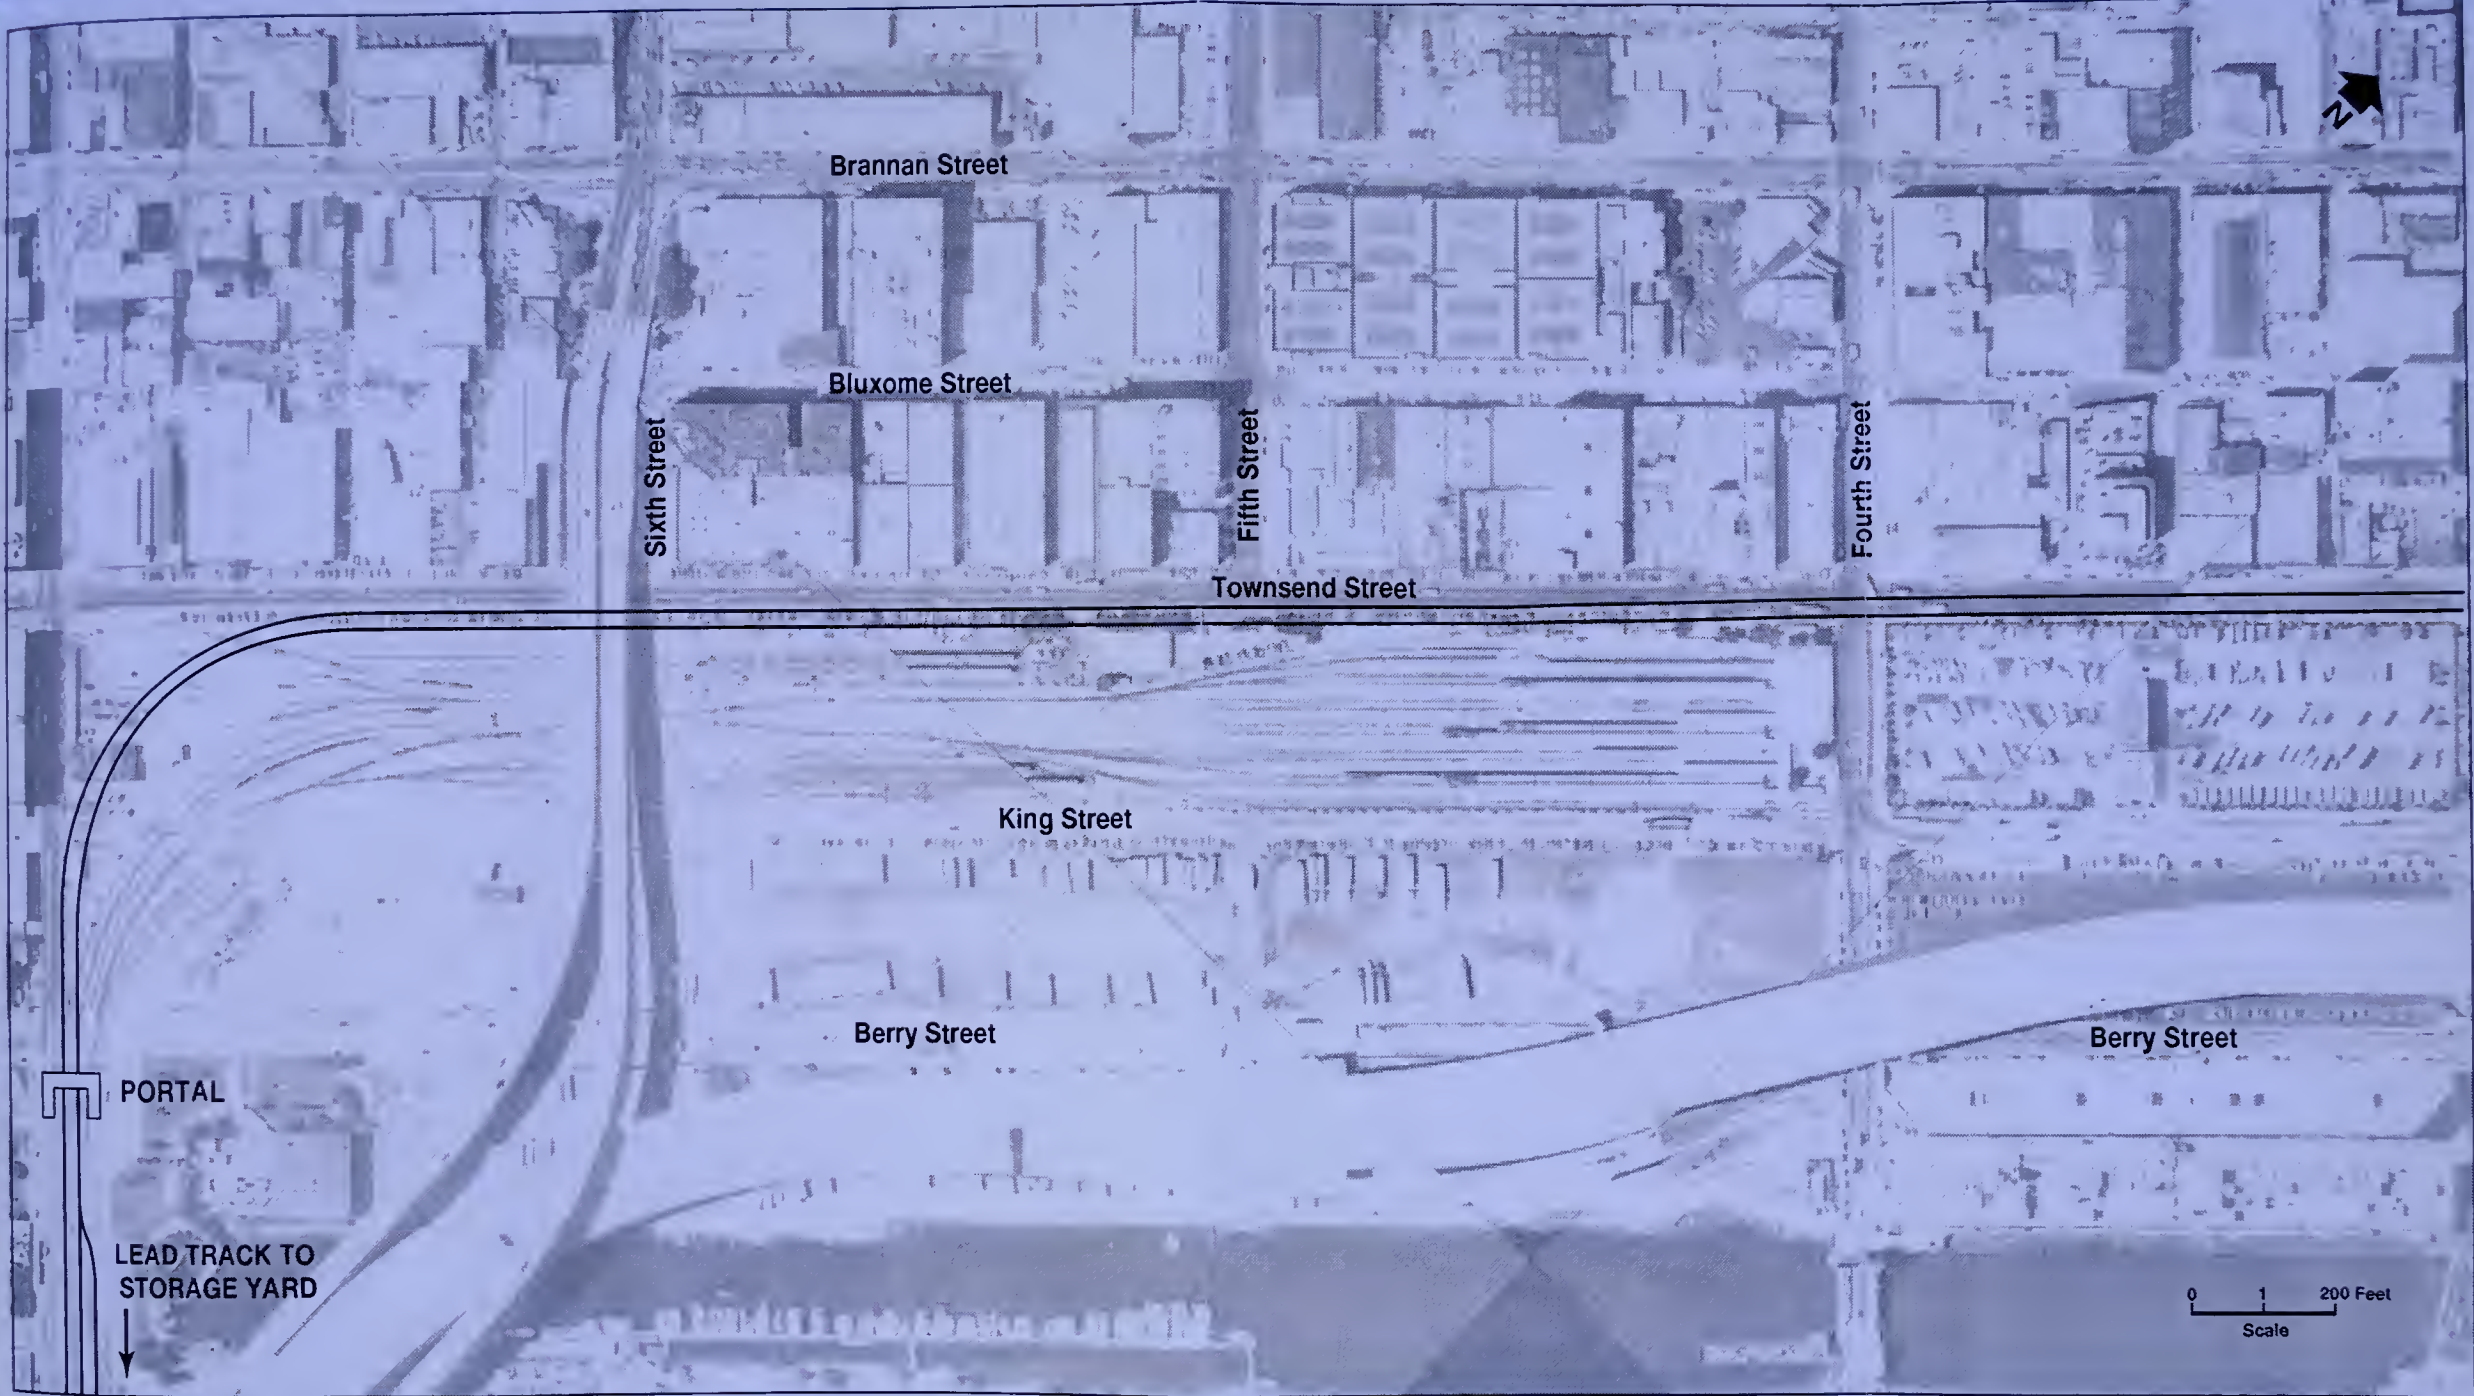 N
Brannan Street
Bluxome Street
Sixth Street
Fifth Street
Fourth Street
Townsend Street
King Street
Berry Street
Berry Street
PORTAL
LEAD TRACK TO
STORAGE YARD
0 1 200 Feet
Scale